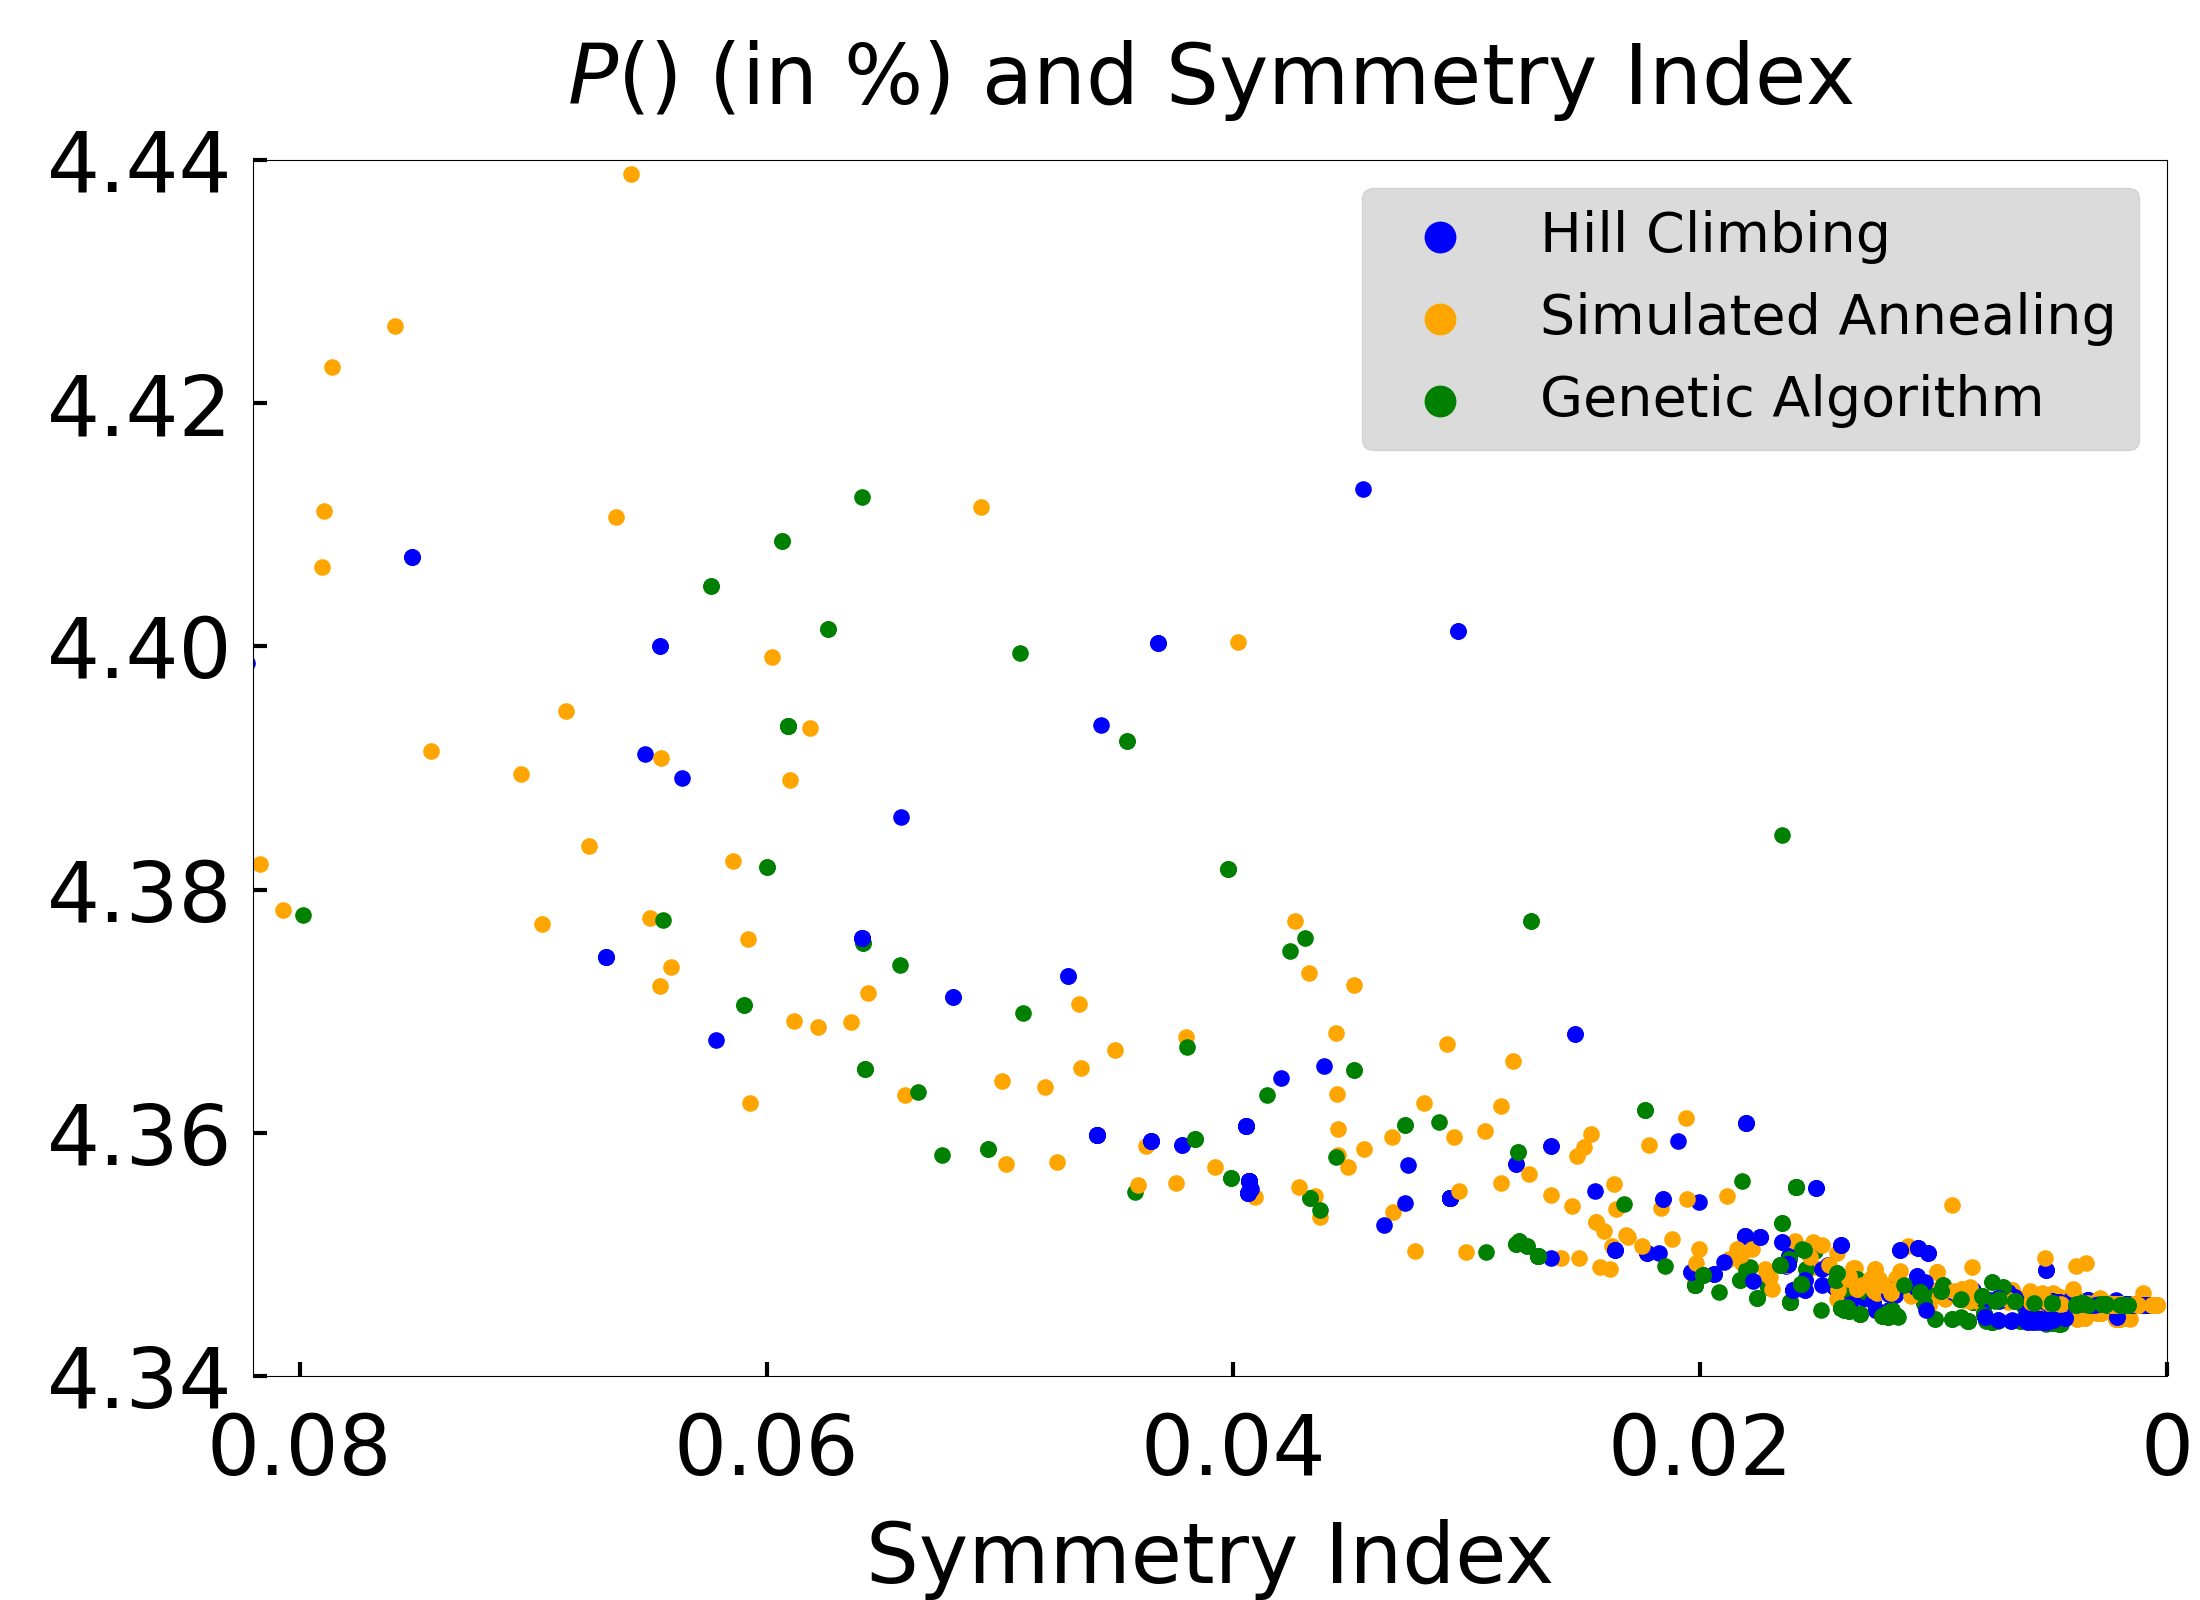 P() (in %) and Symmetry Index
4.44
4.42
4.40
4.38
4.36
4.34
Hill Climbing
Simulated Annealing
Genetic Algorithm
0.08 0.06 0.04 0.02 0
Symmetry Index